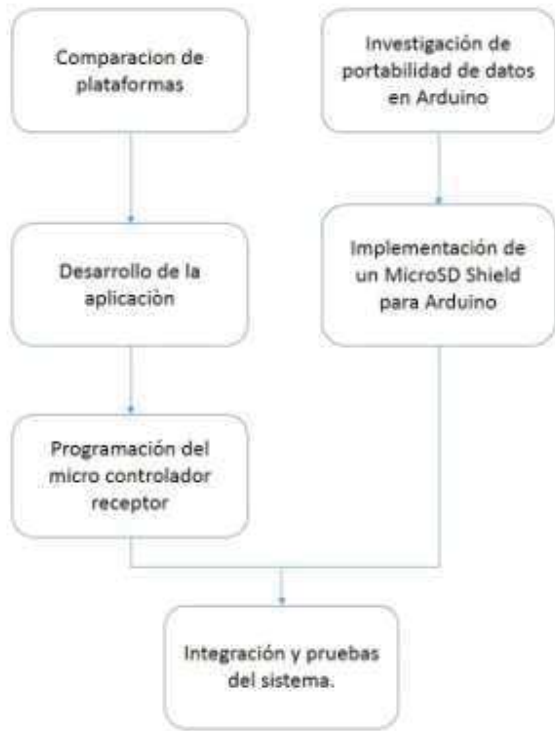 Comparacion de
plataformas
Investigación de
portabilidad de datos
en Arduino
Desarrollo de la
aplicaciòn
Implementación de
un MicroSD Shield
para Arduino
Programación del
micro controlador
receptor
Integración y pruebas
del sistema.